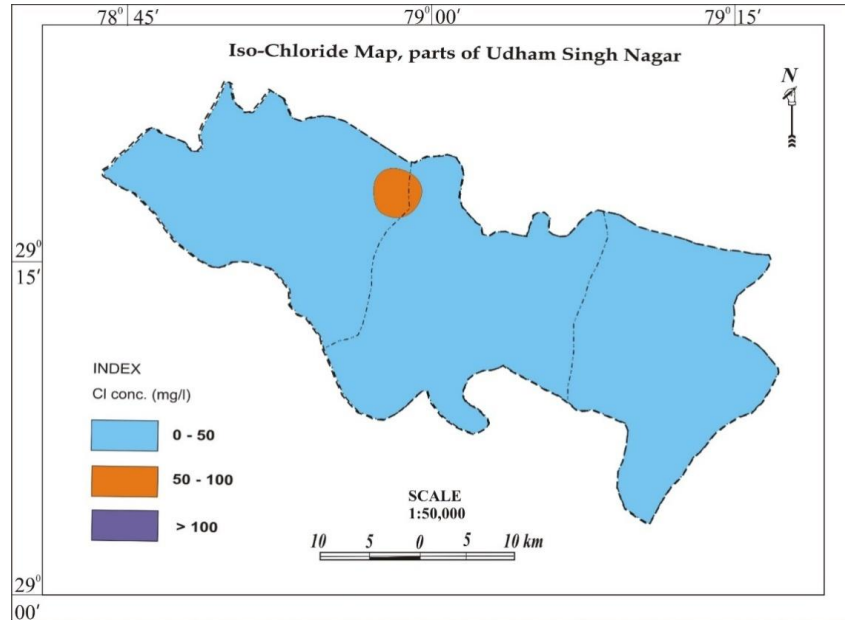 78⁰ 45′ 79⁰ 00′ 79⁰ 15′
Iso-Chloride Map, parts of Udham Singh Nagar
N
29⁰
15′
INDEX
Cl conc. (mg/l)
0 - 50
50 - 100
> 100
SCALE
1:50,000
10 5 0 5 10 km
29⁰
00′